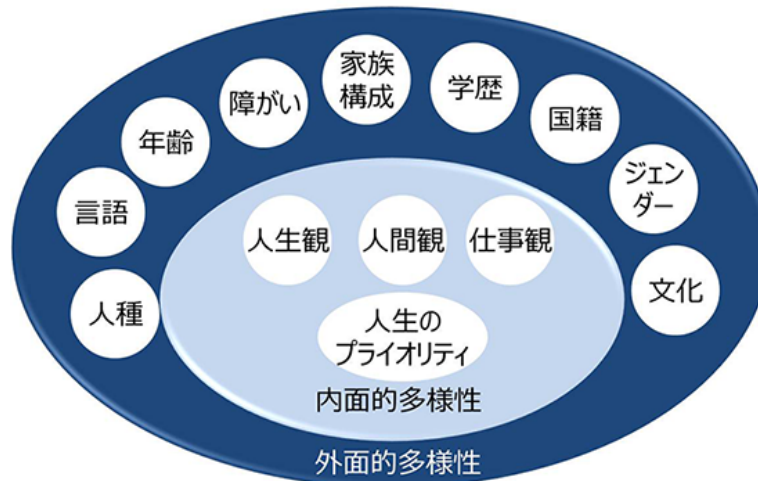 家族
構成
学歴
障がい
国籍
年齢
ジェン
ダー
言語
文化
人種
人生観
人間観
仕事観
人生の
プライオリティ
内面的多様性
外面的多様性